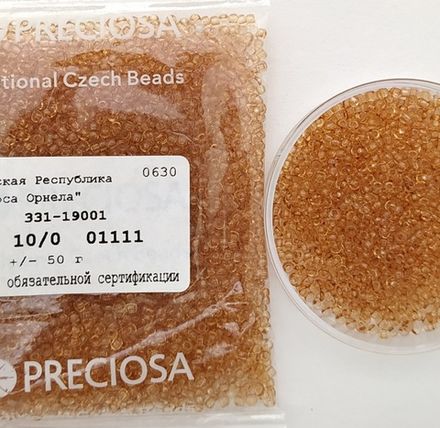 PRECIOSA
tional Czech Beads
ская Республика 0630
оса Орнела"
331-19001
10/0 01111
+/- 50 г
обязательной сертификации
PRECIOSA